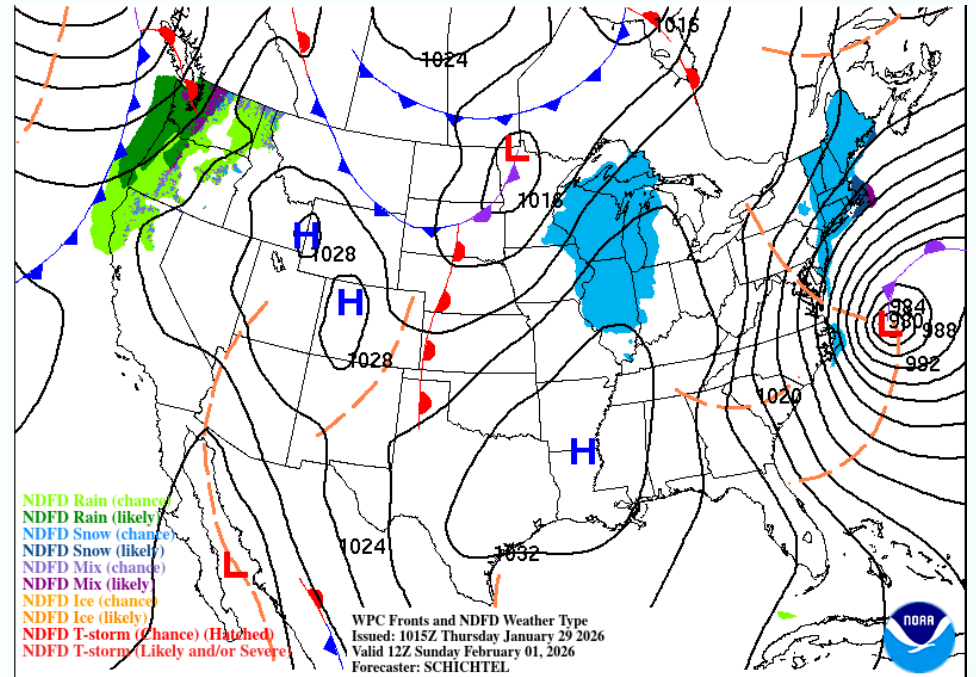 1016
1024
L
1016
H
1028
H
984
L
980
988
1028
992
1020
H
NDFD Rain (chance)
NDFD Rain (likely)
NDFD Snow (chance)
1024
1032
NDFD Snow (likely)
NDFD Mix (chance)
L
NDFD Mix (likely)
NDFD Ice (chance)
NDFD Ice (likely)
NDFD T-storm (Chance) (Hatched)
NDFD T-storm (Likely and/or Severe)
WPC Fronts and NDFD Weather Type
Issued: 1015Z Thursday January 29 2026
Valid 12Z Sunday February 01, 2026
Forecaster: SCHICHTEL
NOAA